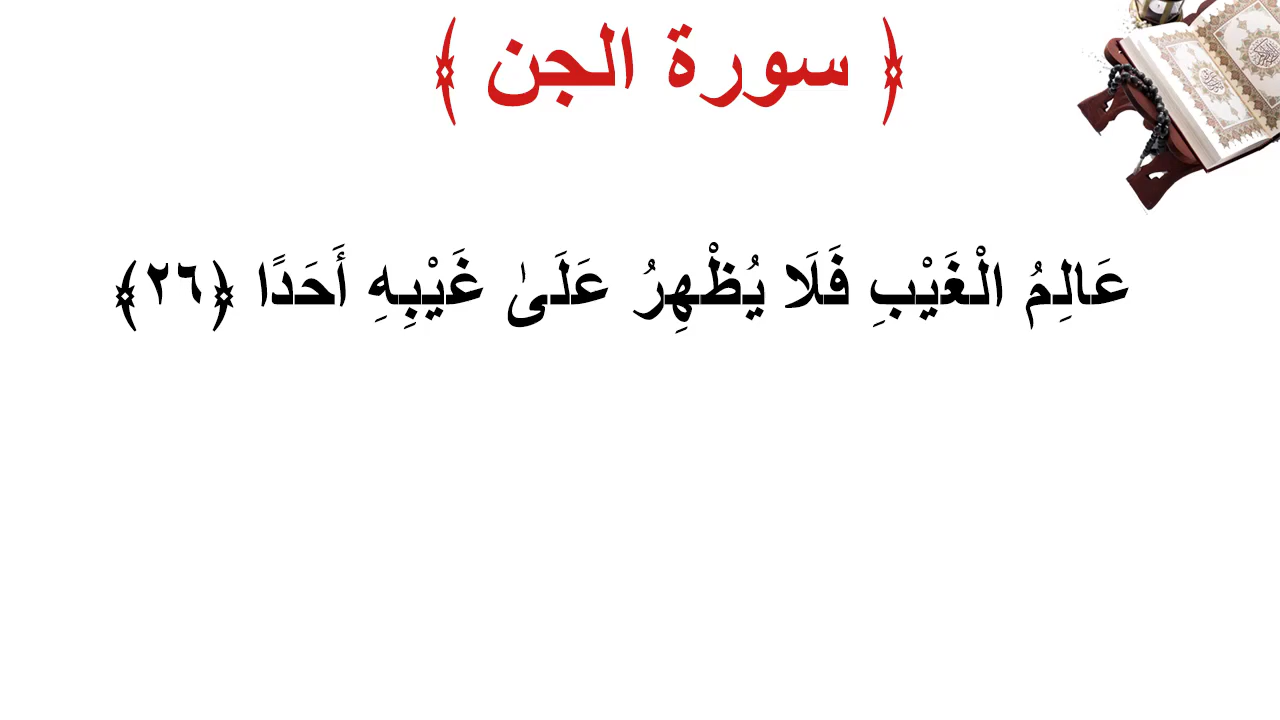 ﴿ سورة الجن ﴾
عَالِمُ الْغَيْبِ فَلَا يُظْهِرُ عَلَىٰ غَيْبِهِ أَحَدًا ﴿٢٦﴾